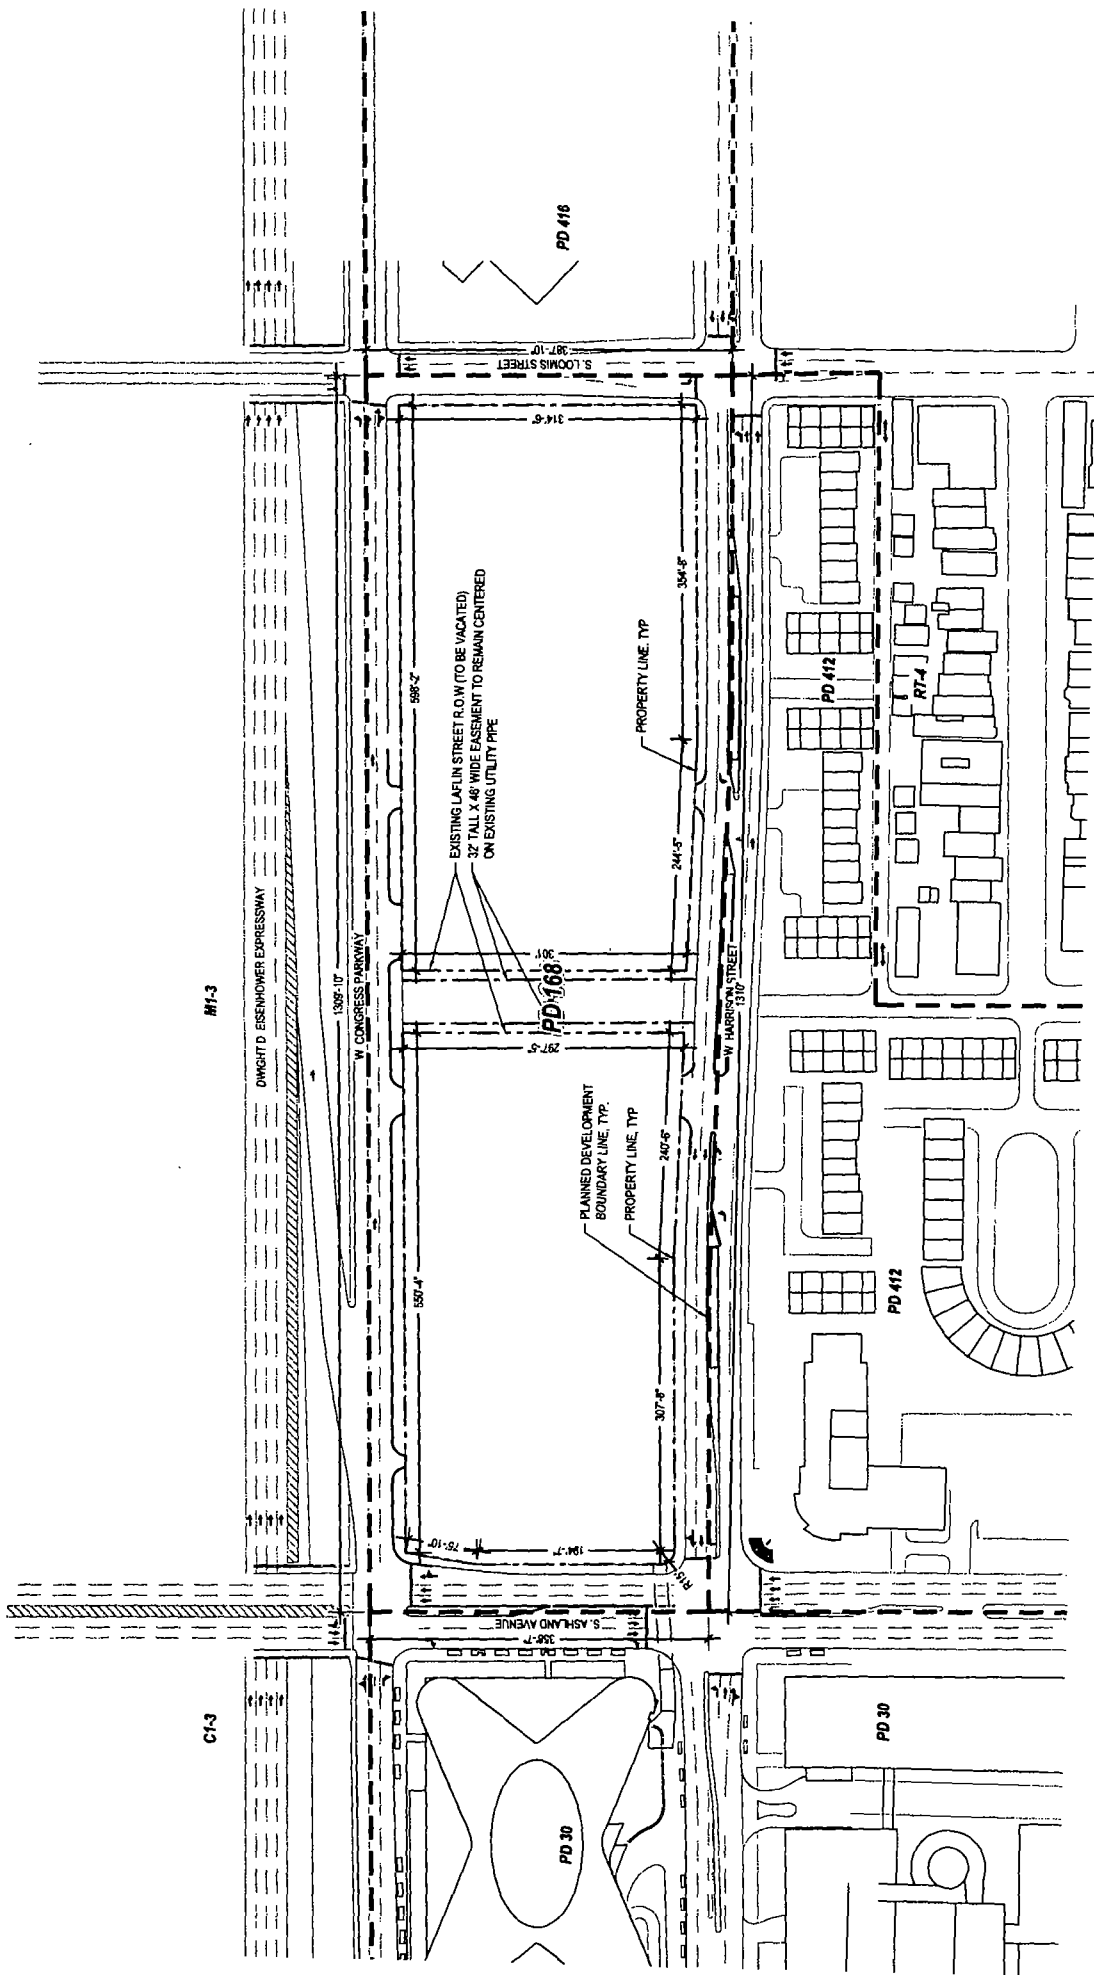 C1-3
M1-3
DWIGHT D EISENHOWER EXPRESSWAY
1309'-10"
W CONGRESS PARKWAY
PD 30
S. ASHLAND AVENUE
358'-7"
75'-10"
194'-7"
R15'
550'-4"
307'-8"
240'-6"
PLANNED DEVELOPMENT
BOUNDARY LINE, TYP.
PROPERTY LINE, TYP
297'-5"
PD 168
301'
EXISTING LAFLIN STREET R.O.W (TO BE VACATED)
32' TALL X 46' WIDE EASEMENT TO REMAIN CENTERED
ON EXISTING UTILITY PIPE
598'-2"
244'-5"
354'-8"
PROPERTY LINE, TYP
314'-6"
S. LOOMIS STREET
387'-10"
PD 416
W HARRISON STREET
1310'
PD 30
PD 412
PD 412
RT-4